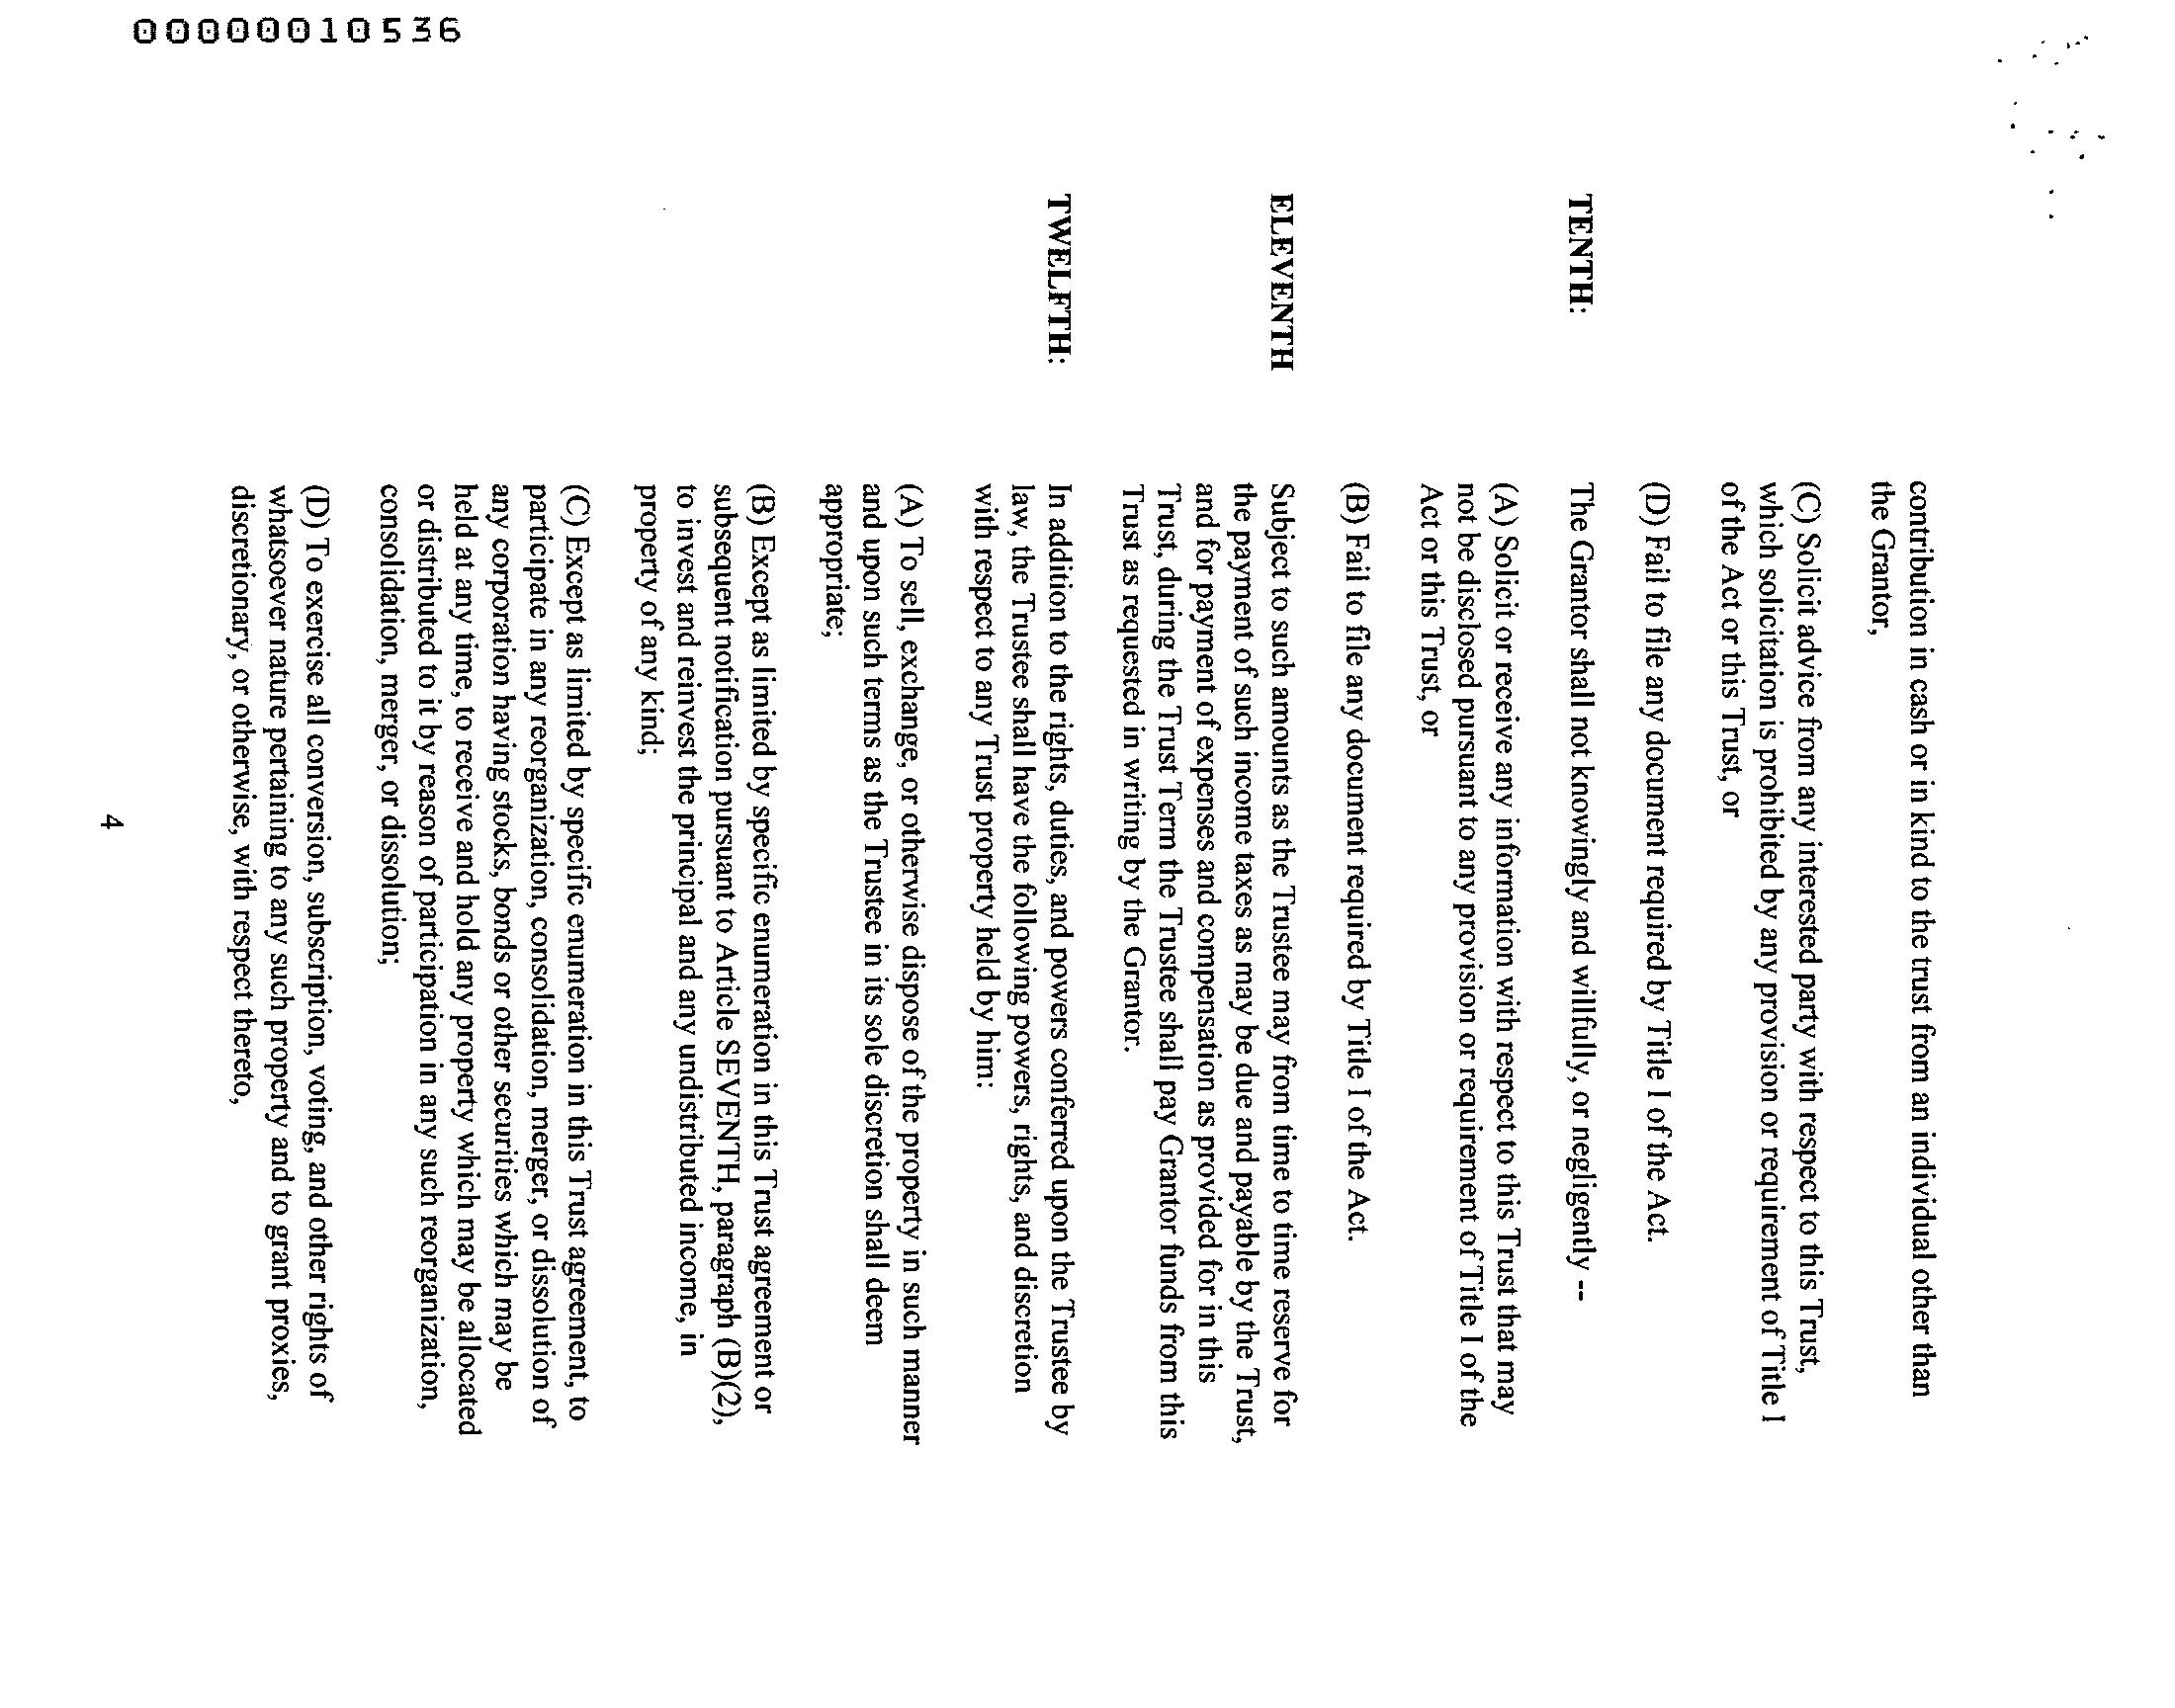 00000010536
contribution in cash or in kind to the trust from an individual other than
the Grantor,
(C) Solicit advice from any interested party with respect to this Trust,
which solicitation is prohibited by any provision or requirement of Title I
of the Act or this Trust, or
(D) Fail to file any document required by Title I of the Act.
TENTH: The Grantor shall not knowingly and willfully, or negligently --
(A) Solicit or receive any information with respect to this Trust that may
not be disclosed pursuant to any provision or requirement of Title I of the
Act or this Trust, or
(B) Fail to file any document required by Title I of the Act.
ELEVENTH Subject to such amounts as the Trustee may from time to time reserve for
the payment of such income taxes as may be due and payable by the Trust,
and for payment of expenses and compensation as provided for in this
Trust, during the Trust Term the Trustee shall pay Grantor funds from this
Trust as requested in writing by the Grantor.
TWELFTH: In addition to the rights, duties, and powers conferred upon the Trustee by
law, the Trustee shall have the following powers, rights, and discretion
with respect to any Trust property held by him:
(A) To sell, exchange, or otherwise dispose of the property in such manner
and upon such terms as the Trustee in its sole discretion shall deem
appropriate;
(B) Except as limited by specific enumeration in this Trust agreement or
subsequent notification pursuant to Article SEVENTH, paragraph (B)(2),
to invest and reinvest the principal and any undistributed income, in
property of any kind;
(C) Except as limited by specific enumeration in this Trust agreement, to
participate in any reorganization, consolidation, merger, or dissolution of
any corporation having stocks, bonds or other securities which may be
held at any time, to receive and hold any property which may be allocated
or distributed to it by reason of participation in any such reorganization,
consolidation, merger, or dissolution;
(D) To exercise all conversion, subscription, voting, and other rights of
whatsoever nature pertaining to any such property and to grant proxies,
discretionary, or otherwise, with respect thereto,
4